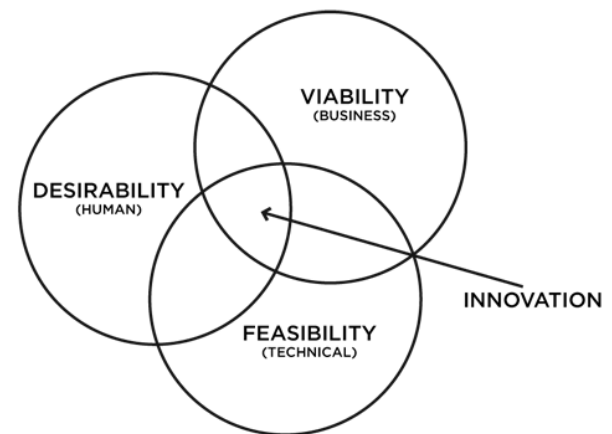 VIABILITY
(BUSINESS)
DESIRABILITY
(HUMAN)
INNOVATION
FEASIBILITY
(TECHNICAL)